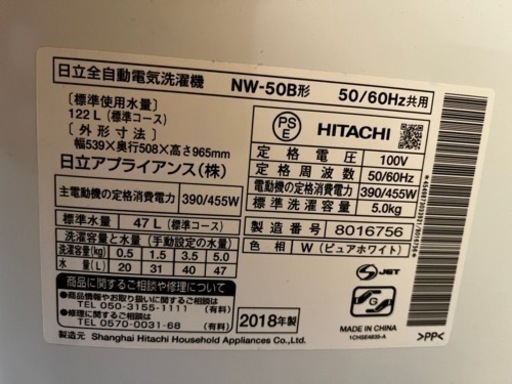 日立全自動電気洗濯機 NW-50B形 50/60Hz共用
[標準使用水量]
122L(標準コース)
[外形寸法]
幅539×奥行508×高さ965mm
日立アプライアンス(株)
主電動機の定格消費電力 390/455W
標準水量 47L(標準コース)
洗濯容量と水量(手動設定の水量)
洗濯容量(kg) 0.5 1.5 3.5 5.0
水量(L) 20 31 40 47
PSE HITACHI
定格電圧 100V
定格周波数 50/60Hz
電動機の定格消費電力 390/455W
標準洗濯容量 5.0kg
製造番号 8016756
色相 W(ピュアホワイト)
商品に関するご相談や修理について
●商品情報やお取り扱いに関するご相談
TEL 050-3155-1111 (有料)
●修理に関するご相談
TEL 0570-0031-68 (有料)
2018年製
S JET
G
1CHINA
1CHSE4835-A
>PP<
製造元 Shanghai Hitachi Household Appliances Co., Ltd.